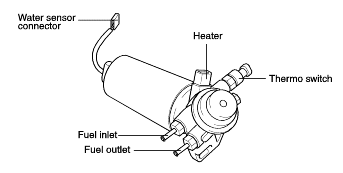 Water sensor
connector
Heater
Thermo switch
Fuel inlet
Fuel outlet